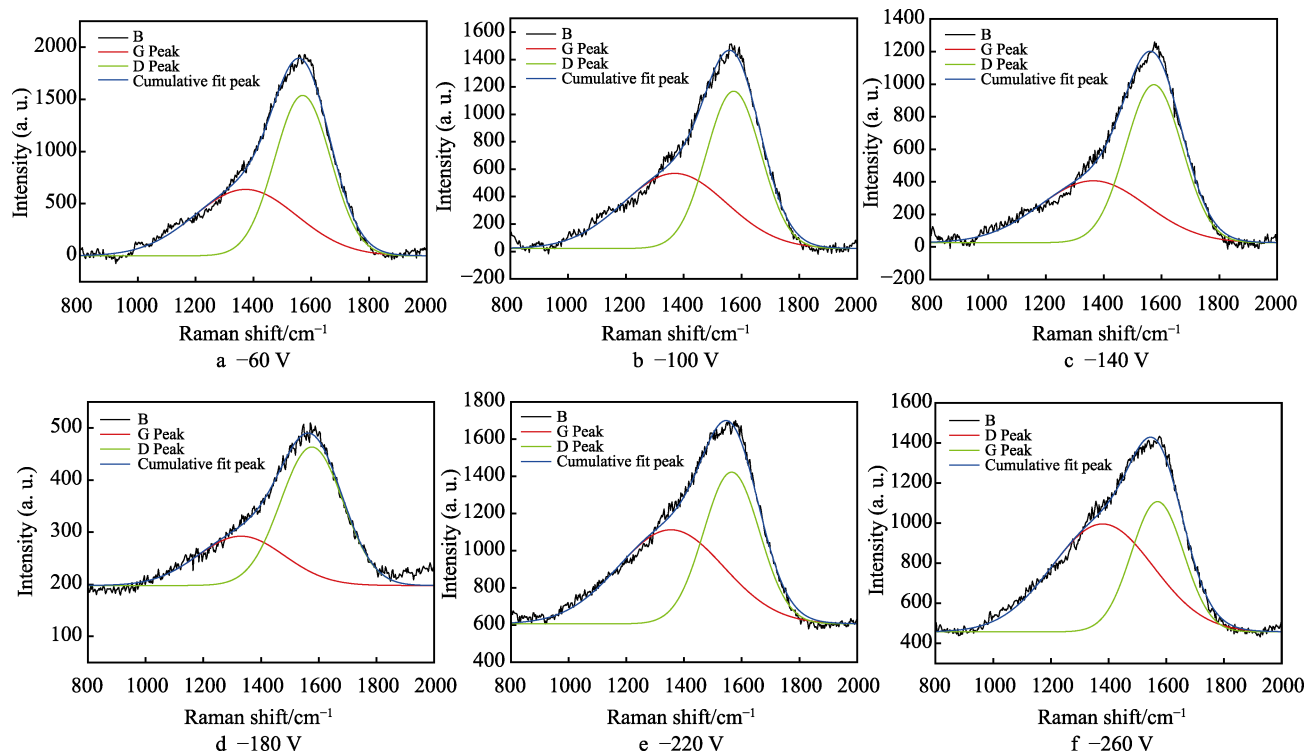 B
G Peak
D Peak
Cumulative fit peak
2000
1500
1000
500
0
Intensity (a. u.)
800 1000 1200 1400 1600 1800 2000
Raman shift/cm⁻¹
a −60 V
B
G Peak
D Peak
Cumulative fit peak
1600
1400
1200
1000
800
600
400
200
0
−200
Intensity (a. u.)
800 1000 1200 1400 1600 1800 2000
Raman shift/cm⁻¹
b −100 V
B
G Peak
D Peak
Cumulative fit peak
1400
1200
1000
800
600
400
200
0
−200
Intensity (a. u.)
800 1000 1200 1400 1600 1800 2000
Raman shift/cm⁻¹
c −140 V
B
G Peak
D Peak
Cumulative fit peak
500
400
300
200
100
Intensity (a. u.)
800 1000 1200 1400 1600 1800 2000
Raman shift/cm⁻¹
d −180 V
B
G Peak
D Peak
Cumulative fit peak
1800
1600
1400
1200
1000
800
600
400
Intensity (a. u.)
800 1000 1200 1400 1600 1800 2000
Raman shift/cm⁻¹
e −220 V
B
D Peak
G Peak
Cumulative fit peak
1600
1400
1200
1000
800
600
400
Intensity (a. u.)
800 1000 1200 1400 1600 1800 2000
Raman shift/cm⁻¹
f −260 V